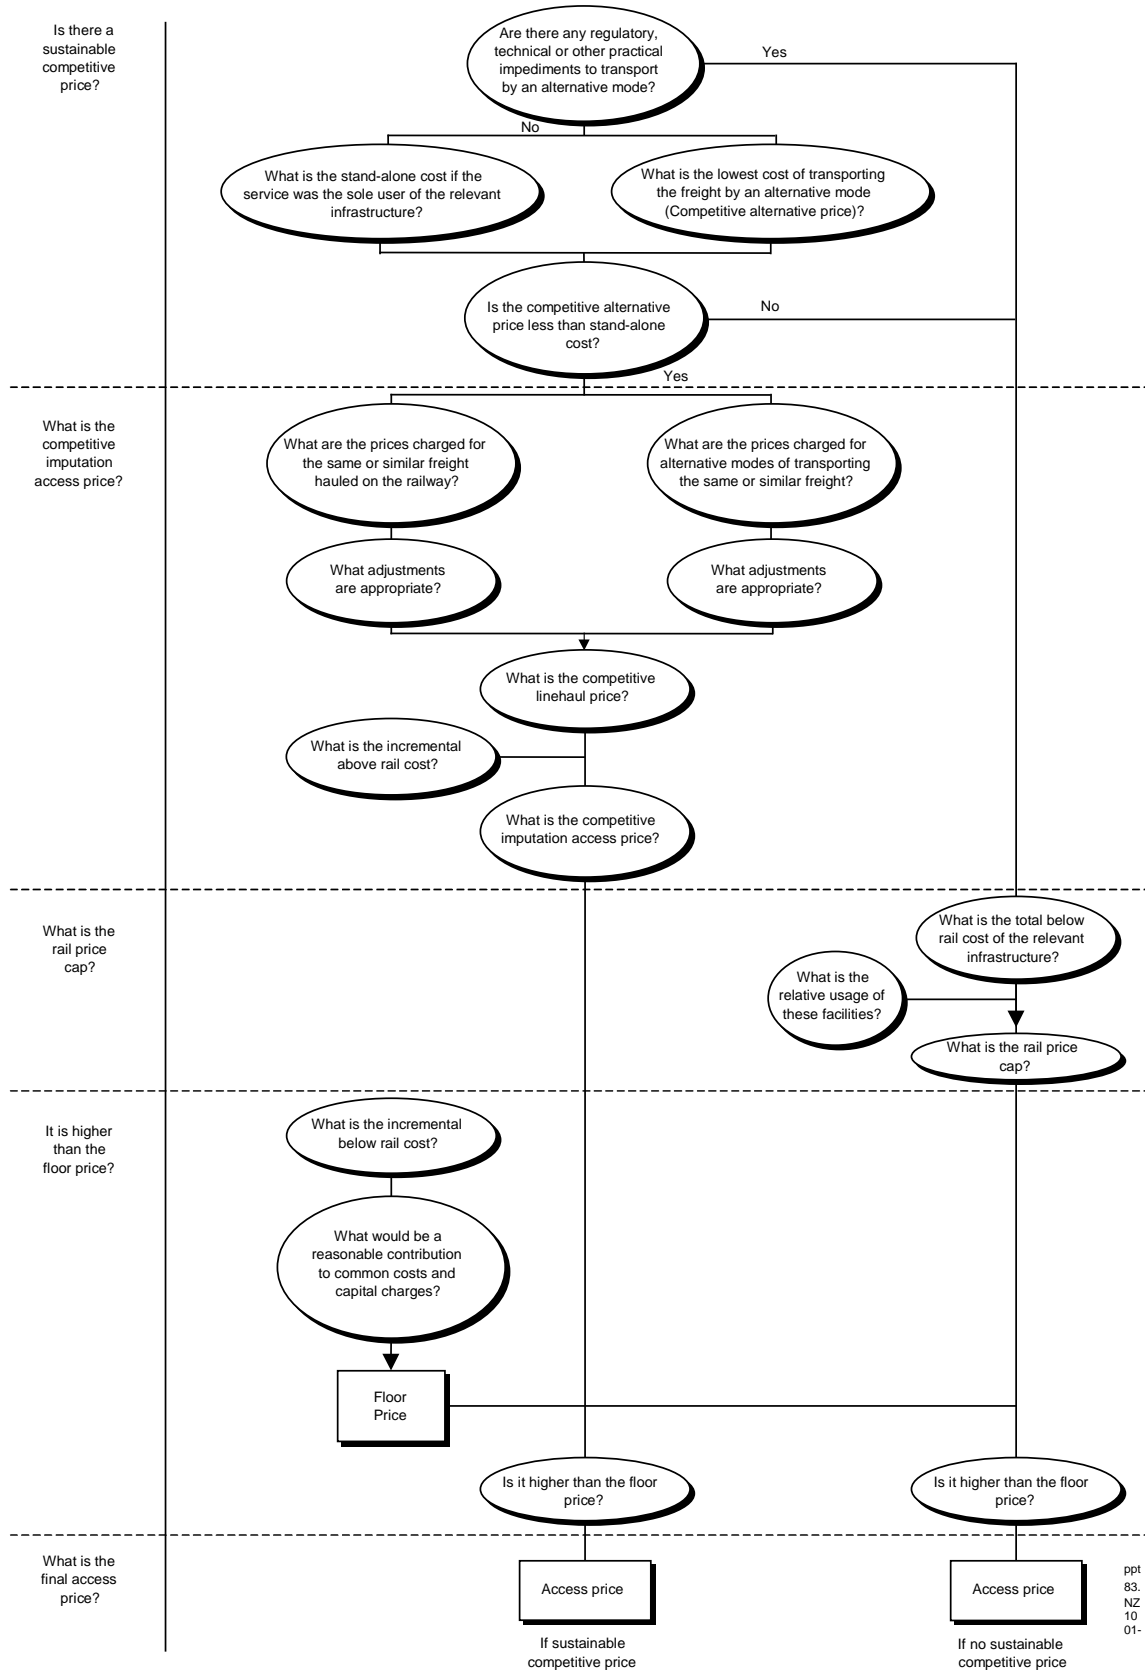 Is there a
sustainable
competitive
price?
Are there any regulatory,
technical or other practical
impediments to transport
by an alternative mode?
Yes
No
What is the stand-alone cost if the
service was the sole user of the relevant
infrastructure?
What is the lowest cost of transporting
the freight by an alternative mode
(Competitive alternative price)?
Is the competitive alternative
price less than stand-alone
cost?
No
Yes
What is the
competitive
imputation
access price?
What are the prices charged for
the same or similar freight
hauled on the railway?
What are the prices charged for
alternative modes of transporting
the same or similar freight?
What adjustments
are appropriate?
What adjustments
are appropriate?
What is the competitive
linehaul price?
What is the incremental
above rail cost?
What is the competitive
imputation access price?
What is the
rail price
cap?
What is the total below
rail cost of the relevant
infrastructure?
What is the
relative usage of
these facilities?
What is the rail price
cap?
It is higher
than the
floor price?
What is the incremental
below rail cost?
What would be a
reasonable contribution
to common costs and
capital charges?
Floor
Price
Is it higher than the floor
price?
Is it higher than the floor
price?
What is the
final access
price?
Access price
If sustainable
competitive price
Access price
If no sustainable
competitive price
ppt
83.
NZ
10
01-